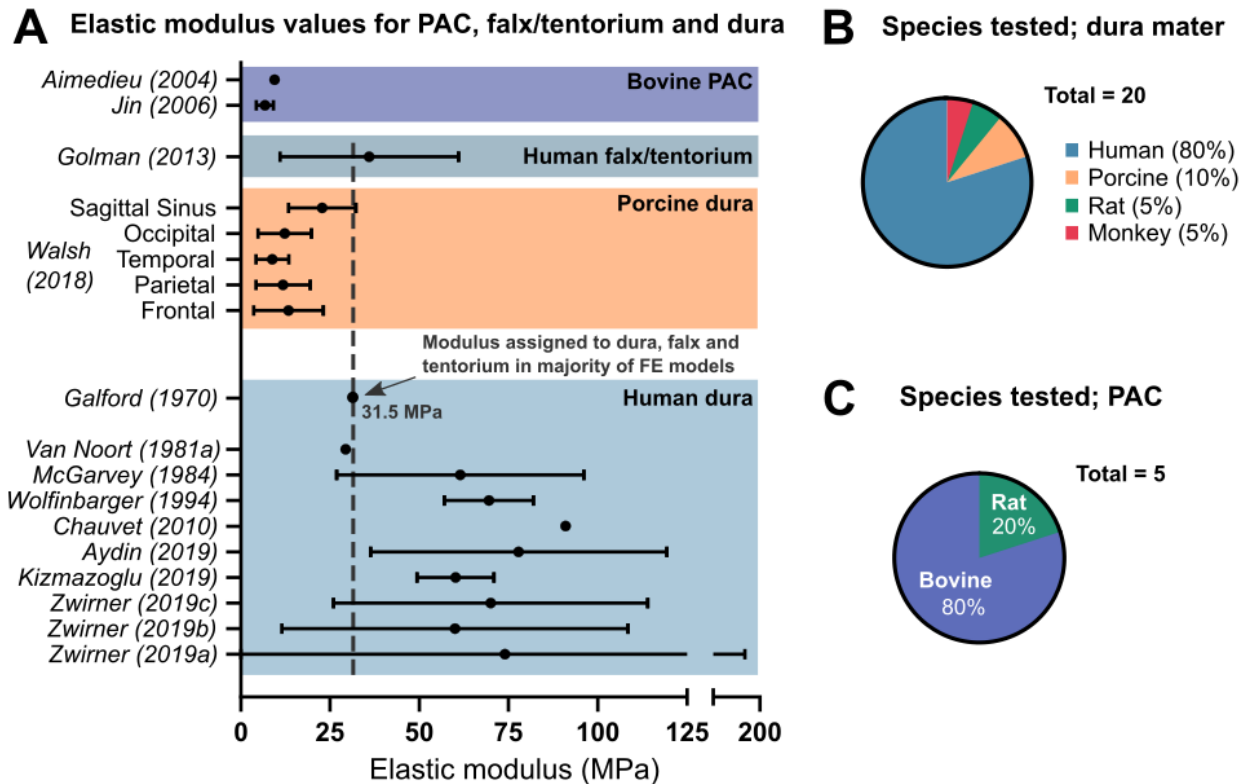 A Elastic modulus values for PAC, falx/tentorium and dura
Aimedieu (2004)
Jin (2006)
Bovine PAC
Golman (2013)
Human falx/tentorium
Walsh
(2018)
Sagittal Sinus
Occipital
Temporal
Parietal
Frontal
Porcine dura
Modulus assigned to dura, falx and
tentorium in majority of FE models
31.5 MPa
Human dura
Galford (1970)
Van Noort (1981a)
McGarvey (1984)
Wolfinbarger (1994)
Chauvet (2010)
Aydin (2019)
Kizmazoglu (2019)
Zwirner (2019c)
Zwirner (2019b)
Zwirner (2019a)
0 25 50 75 100 125 200
Elastic modulus (MPa)
B Species tested; dura mater
Total = 20
Human (80%)
Porcine (10%)
Rat (5%)
Monkey (5%)
C Species tested; PAC
Total = 5
Rat
20%
Bovine
80%